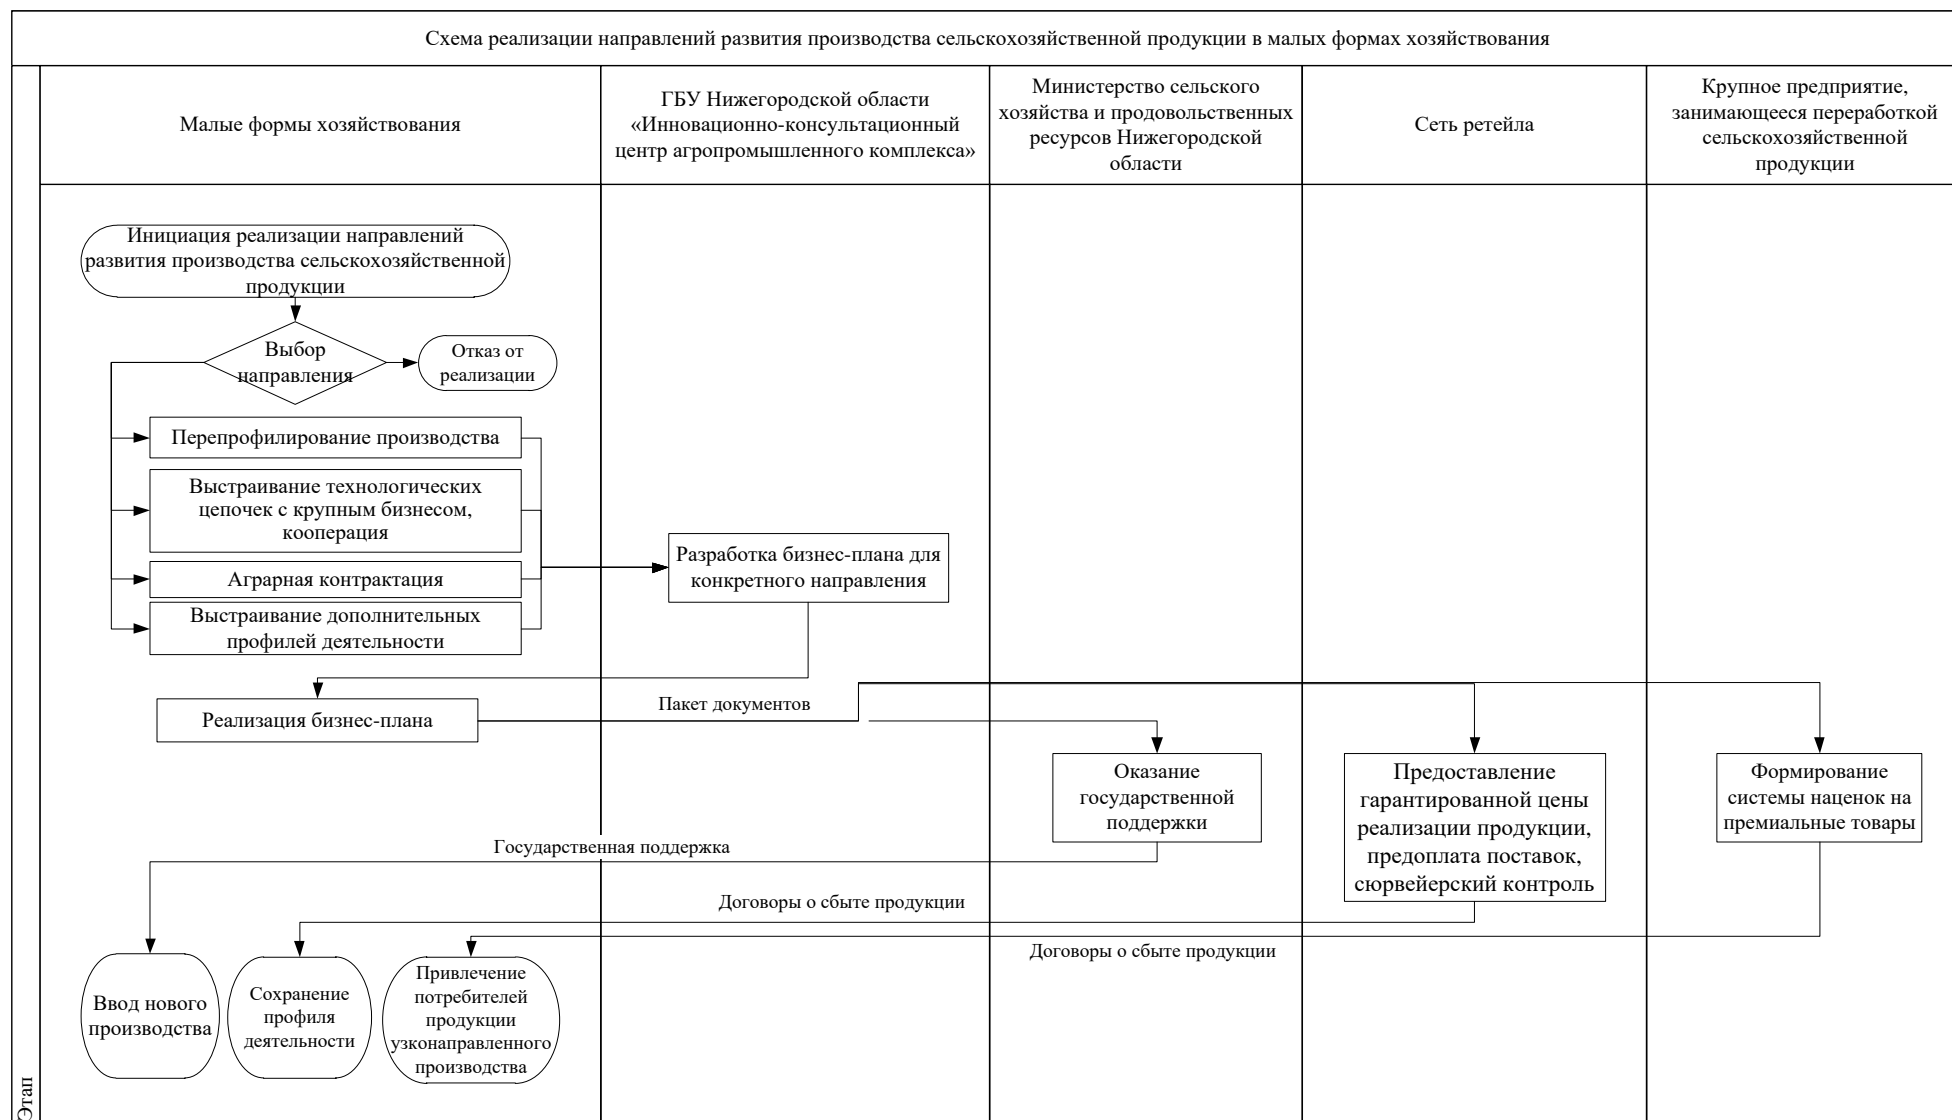 Схема реализации направлений развития производства сельскохозяйственной продукции в малых формах хозяйствования
Малые формы хозяйствования
ГБУ Нижегородской области
«Инновационно-консультационный
центр агропромышленного комплекса»
Министерство сельского
хозяйства и продовольственных
ресурсов Нижегородской
области
Сеть ретейла
Крупное предприятие,
занимающееся переработкой
сельскохозяйственной
продукции
Инициация реализации направлений
развития производства сельскохозяйственной
продукции
Выбор
направления
Отказ от
реализации
Перепрофилирование производства
Выстраивание технологических
цепочек с крупным бизнесом,
кооперация
Аграрная контрактация
Выстраивание дополнительных
профилей деятельности
Разработка бизнес-плана для
конкретного направления
Реализация бизнес-плана
Пакет документов
Оказание
государственной
поддержки
Предоставление
гарантированной цены
реализации продукции,
предоплата поставок,
сюрвейерский контроль
Формирование
системы наценок на
премиальные товары
Государственная поддержка
Договоры о сбыте продукции
Договоры о сбыте продукции
Ввод нового
производства
Сохранение
профиля
деятельности
Привлечение
потребителей
продукции
узконаправленного
производства
Этап